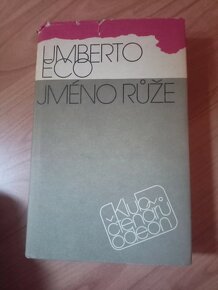 UMBERTO
ECO
JMÉNO RŮŽE
klub
čtenářů
odeon